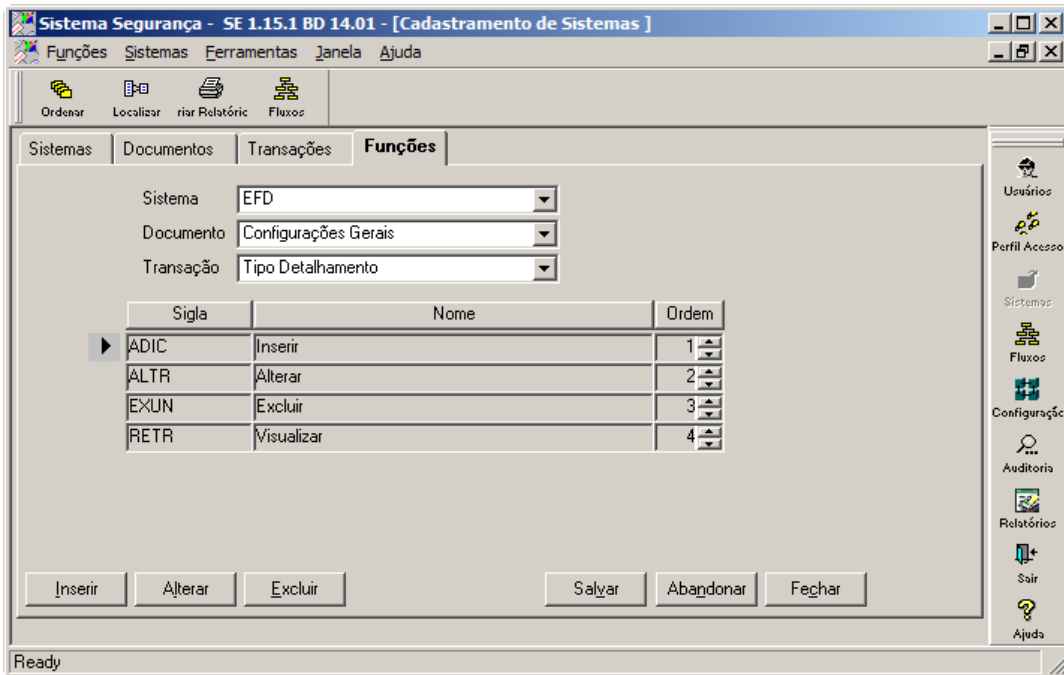 Sistema Segurança - SE 1.15.1 BD 14.01 - [Cadastramento de Sistemas ]
Funções Sistemas Ferramentas Janela Ajuda
Ordenar Localizar riar Relatóric Fluxos
Sistemas Documentos Transações Funções
Sistema EFD
Documento Configurações Gerais
Transação Tipo Detalhamento
Sigla Nome Ordem
ADIC Inserir 1
ALTR Alterar 2
EXUN Excluir 3
RETR Visualizar 4
Inserir Alterar Excluir Salvar Abandonar Fechar
Usuários
Perfil Acesso
Sistemas
Fluxos
Configuraçãc
Auditoria
Relatórios
Sair
Ajuda
Ready